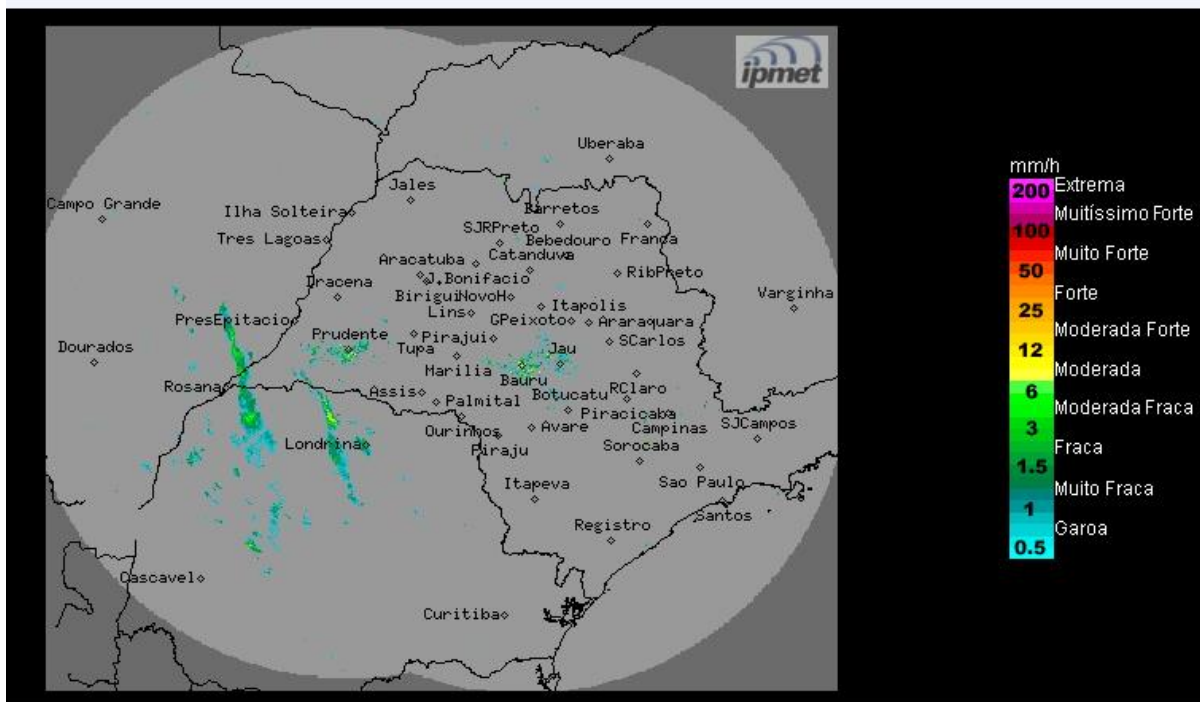 ipmet
Uberaba
Jales
Campo Grande
Ilha Solteira
Barretos
SJRPreto
Tres Lagoas
Bebedouro
Franca
Aracatuba
Catanduva
J.Bonifacio
RibPreto
Dracena
Birigui
NovoH
Itapolis
Varginha
Lins
PresEpitacio
GPeixoto
Araraquara
Prudente
Pirajui
SCarlos
Dourados
Tupa
Jau
Marilia
Bauru
Rosana
Assis
RClaro
Palmital
Botucatu
Piracicaba
Ourinhos
Avare
Campinas
SJCampos
Londrina
Piraju
Sorocaba
Itapeva
Sao Paulo
Registro
Santos
Cascavel
Curitiba
mm/h
200 Extrema
Muitíssimo Forte
100
Muito Forte
50
Forte
25
Moderada Forte
12
Moderada
6
Moderada Fraca
3
Fraca
1.5
Muito Fraca
1
Garoa
0.5